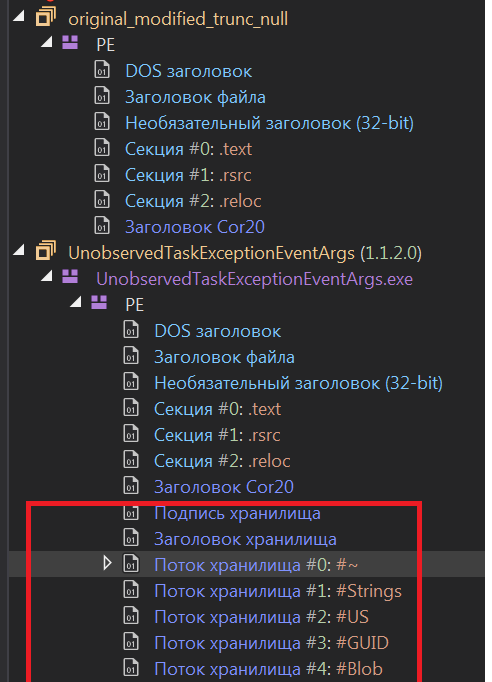 original_modified_trunc_null
PE
DOS заголовок
Заголовок файла
Необязательный заголовок (32-bit)
Секция #0: .text
Секция #1: .rsrc
Секция #2: .reloc
Заголовок Cor20
UnobservedTaskExceptionEventArgs (1.1.2.0)
UnobservedTaskExceptionEventArgs.exe
PE
DOS заголовок
Заголовок файла
Необязательный заголовок (32-bit)
Секция #0: .text
Секция #1: .rsrc
Секция #2: .reloc
Заголовок Cor20
Подпись хранилища
Заголовок хранилища
Поток хранилища #0: #~
Поток хранилища #1: #Strings
Поток хранилища #2: #US
Поток хранилища #3: #GUID
Поток хранилища #4: #Blob